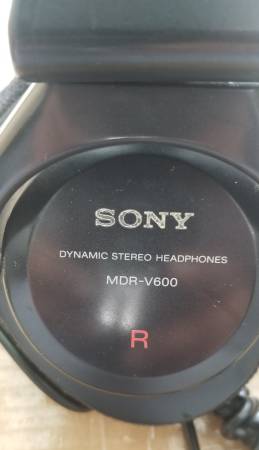 SONY
DYNAMIC STEREO HEADPHONES
MDR-V600
R